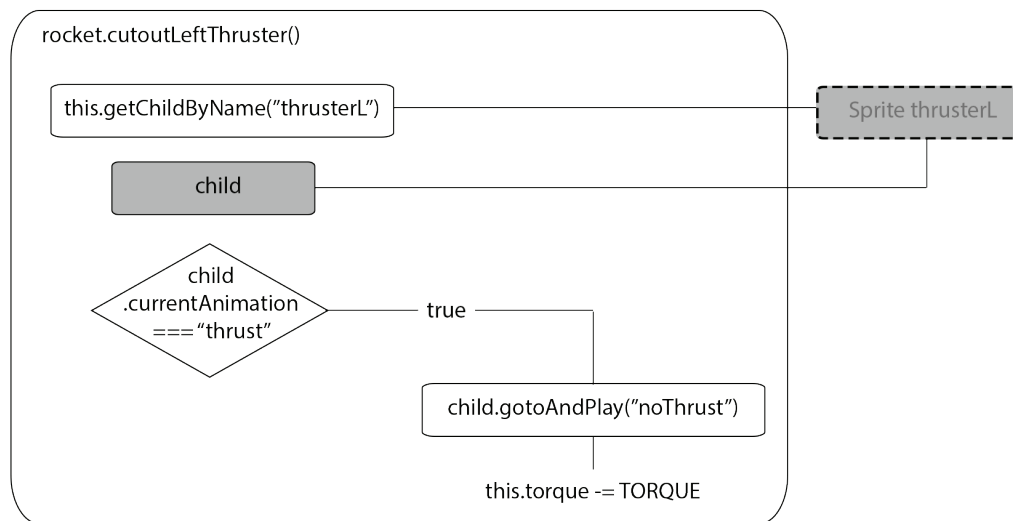 rocket.cutoutLeftThruster()
this.getChildByName(”thrusterL”)
Sprite thrusterL
child
child
.currentAnimation
=== “thrust”
true
child.gotoAndPlay(”noThrust”)
this.torque -= TORQUE